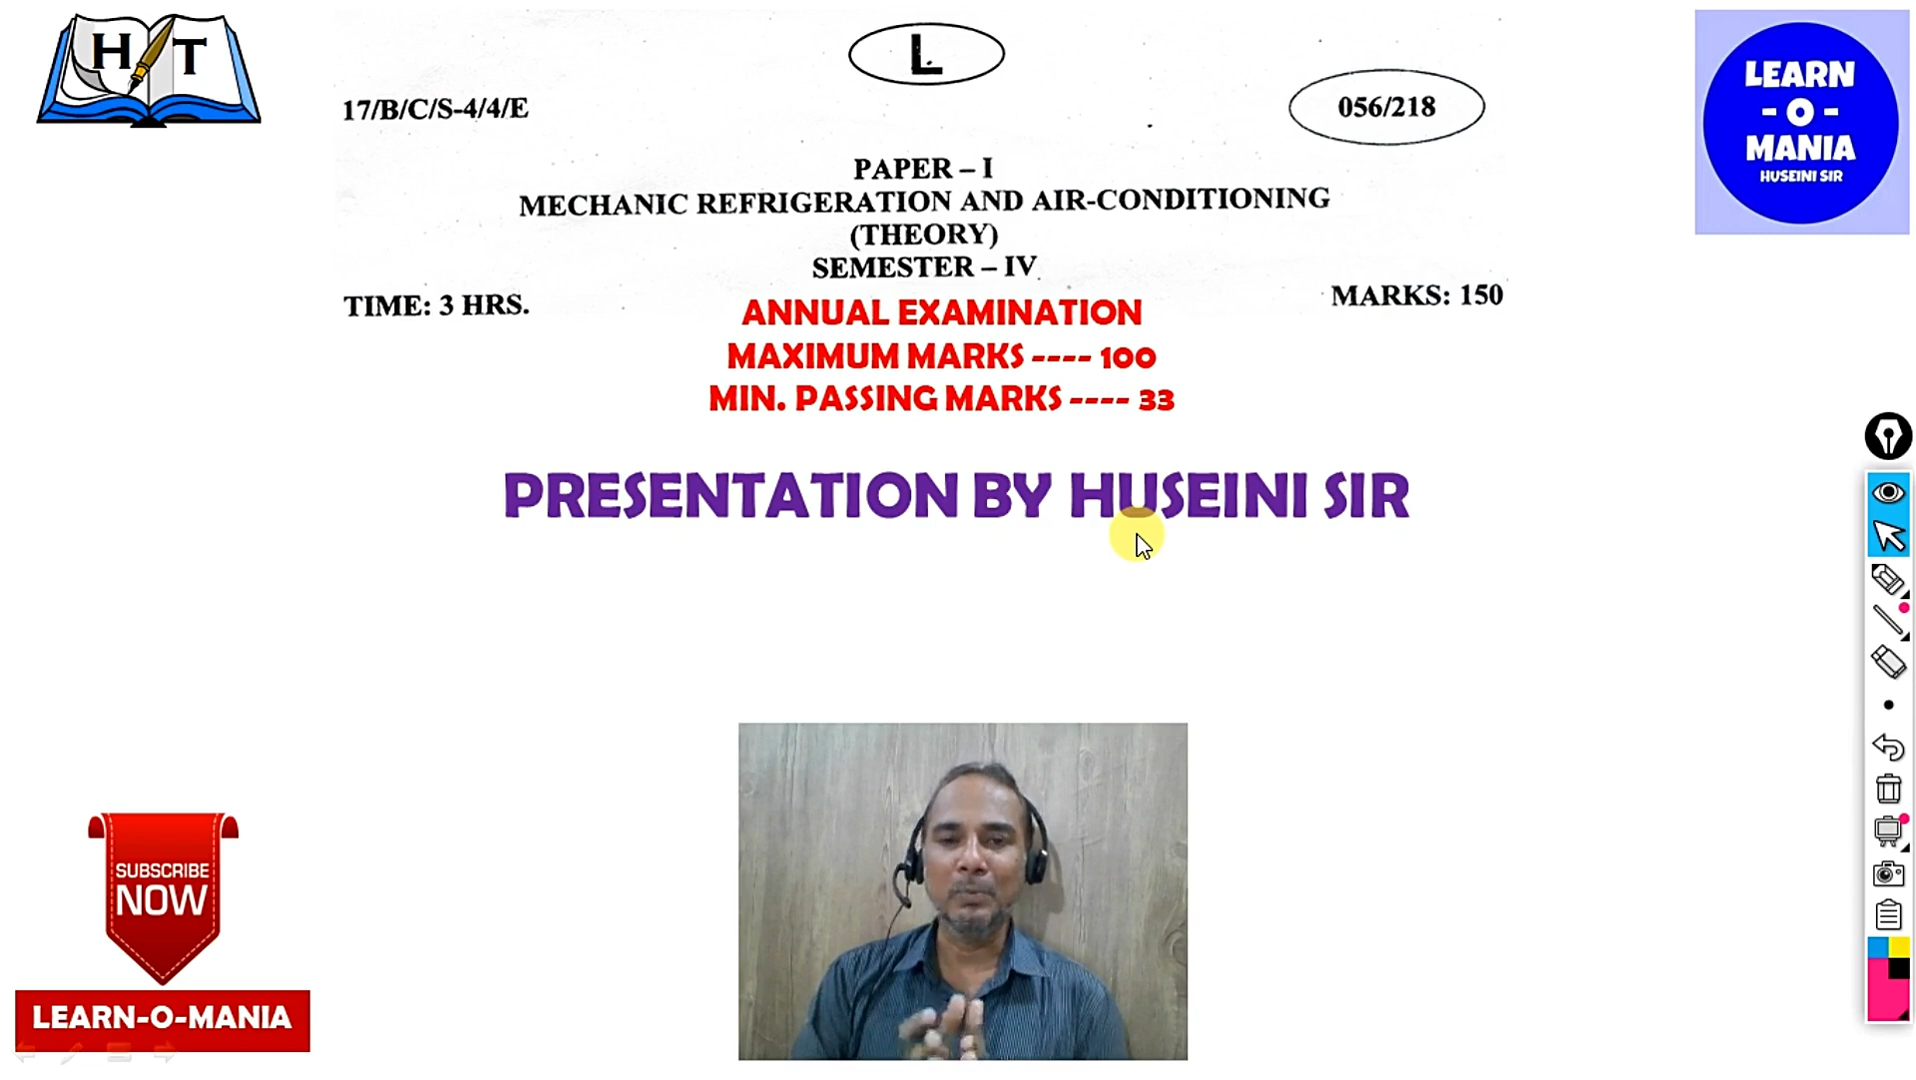 H T
L
LEARN
- O -
MANIA
HUSEINI SIR
17/B/C/S-4/4/E
056/218
PAPER – I
MECHANIC REFRIGERATION AND AIR-CONDITIONING
(THEORY)
SEMESTER – IV
TIME: 3 HRS.
MARKS: 150
ANNUAL EXAMINATION
MAXIMUM MARKS ---- 100
MIN. PASSING MARKS ---- 33
PRESENTATION BY HUSEINI SIR
SUBSCRIBE
NOW
LEARN-O-MANIA